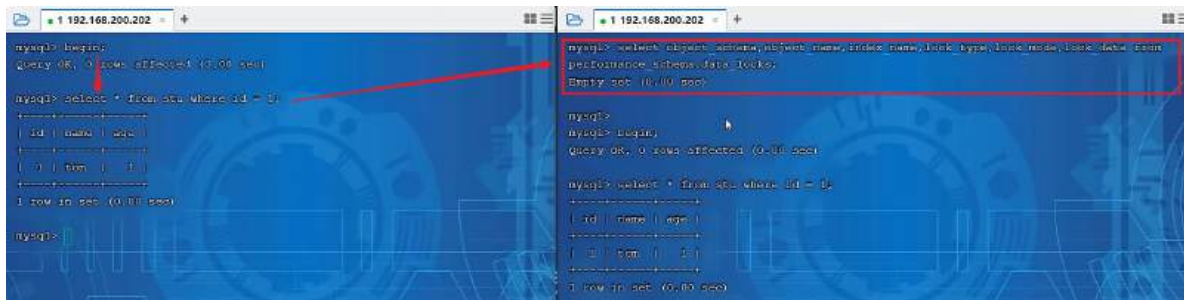 1 192.168.200.202 × +
mysql> begin;
Query OK, 0 rows affected (0.00 sec)
mysql> select * from stu where id = 1;
+----+------+-----+
| id | name | age |
+----+------+-----+
| 1 | tom | 1 |
+----+------+-----+
1 row in set (0.00 sec)
mysql>
1 192.168.200.202 × +
mysql> select object_schema,object_name,index_name,lock_type,lock_mode,lock_data from
performance_schema.data_locks;
Empty set (0.00 sec)
mysql>
mysql> begin;
Query OK, 0 rows affected (0.00 sec)
mysql> select * from stu where id = 1;
+----+------+-----+
| id | name | age |
+----+------+-----+
| 1 | tom | 1 |
+----+------+-----+
1 row in set (0.00 sec)